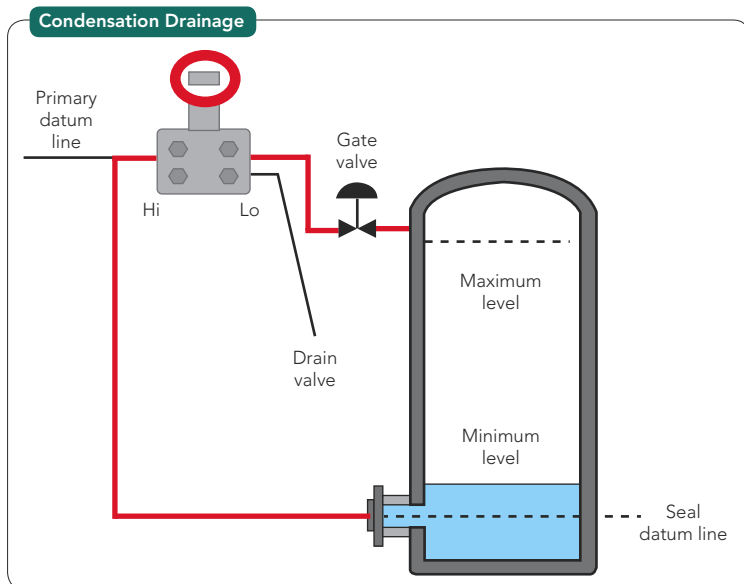 Condensation Drainage
Primary
datum
line
Gate
valve
Hi
Lo
Maximum
level
Drain
valve
Minimum
level
Seal
datum line